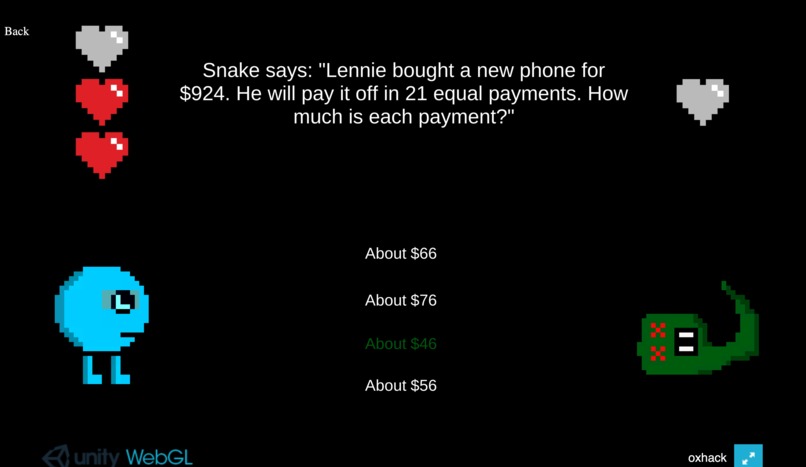 Back
Snake says: "Lennie bought a new phone for
$924. He will pay it off in 21 equal payments. How
much is each payment?"
About $66
About $76
About $46
About $56
unity WebGL
oxhack